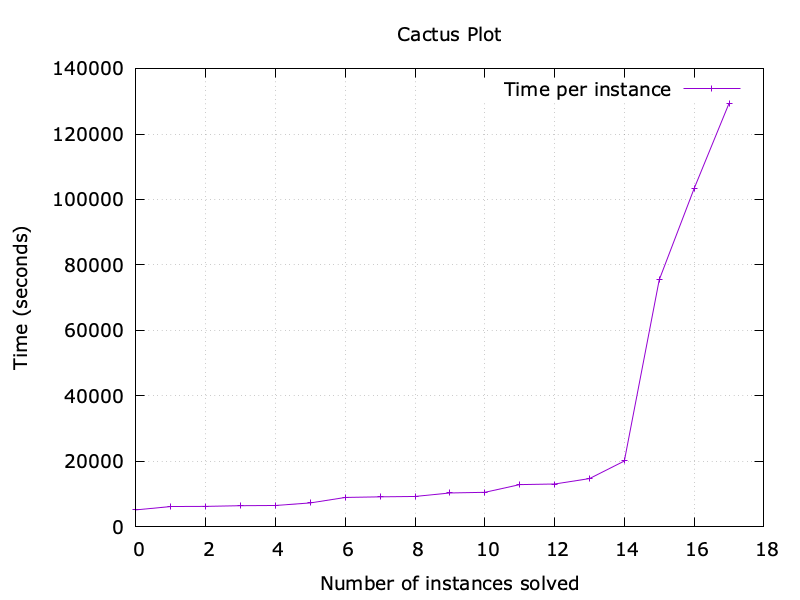 Cactus Plot
Time per instance
140000
120000
100000
80000
60000
40000
20000
0
Time (seconds)
0 2 4 6 8 10 12 14 16 18
Number of instances solved